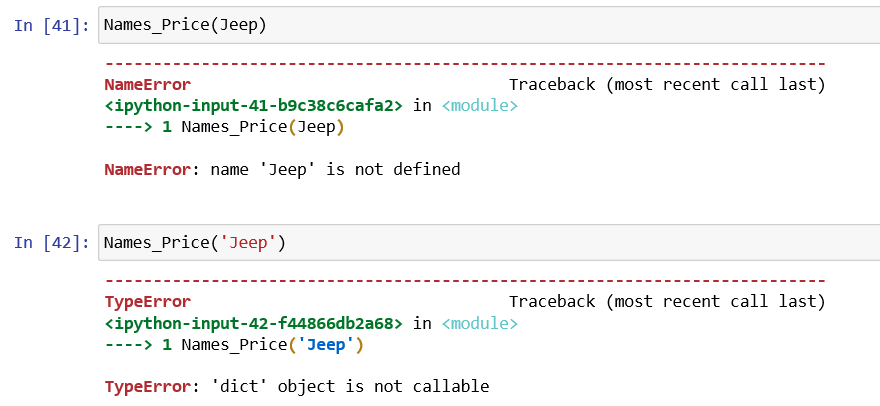 In [41]: Names_Price(Jeep)
---------------------------------------------------------------------------
NameError Traceback (most recent call last)
<ipython-input-41-b9c38c6cafa2> in <module>
----> 1 Names_Price(Jeep)
NameError: name 'Jeep' is not defined
In [42]: Names_Price('Jeep')
---------------------------------------------------------------------------
TypeError Traceback (most recent call last)
<ipython-input-42-f44866db2a68> in <module>
----> 1 Names_Price('Jeep')
TypeError: 'dict' object is not callable